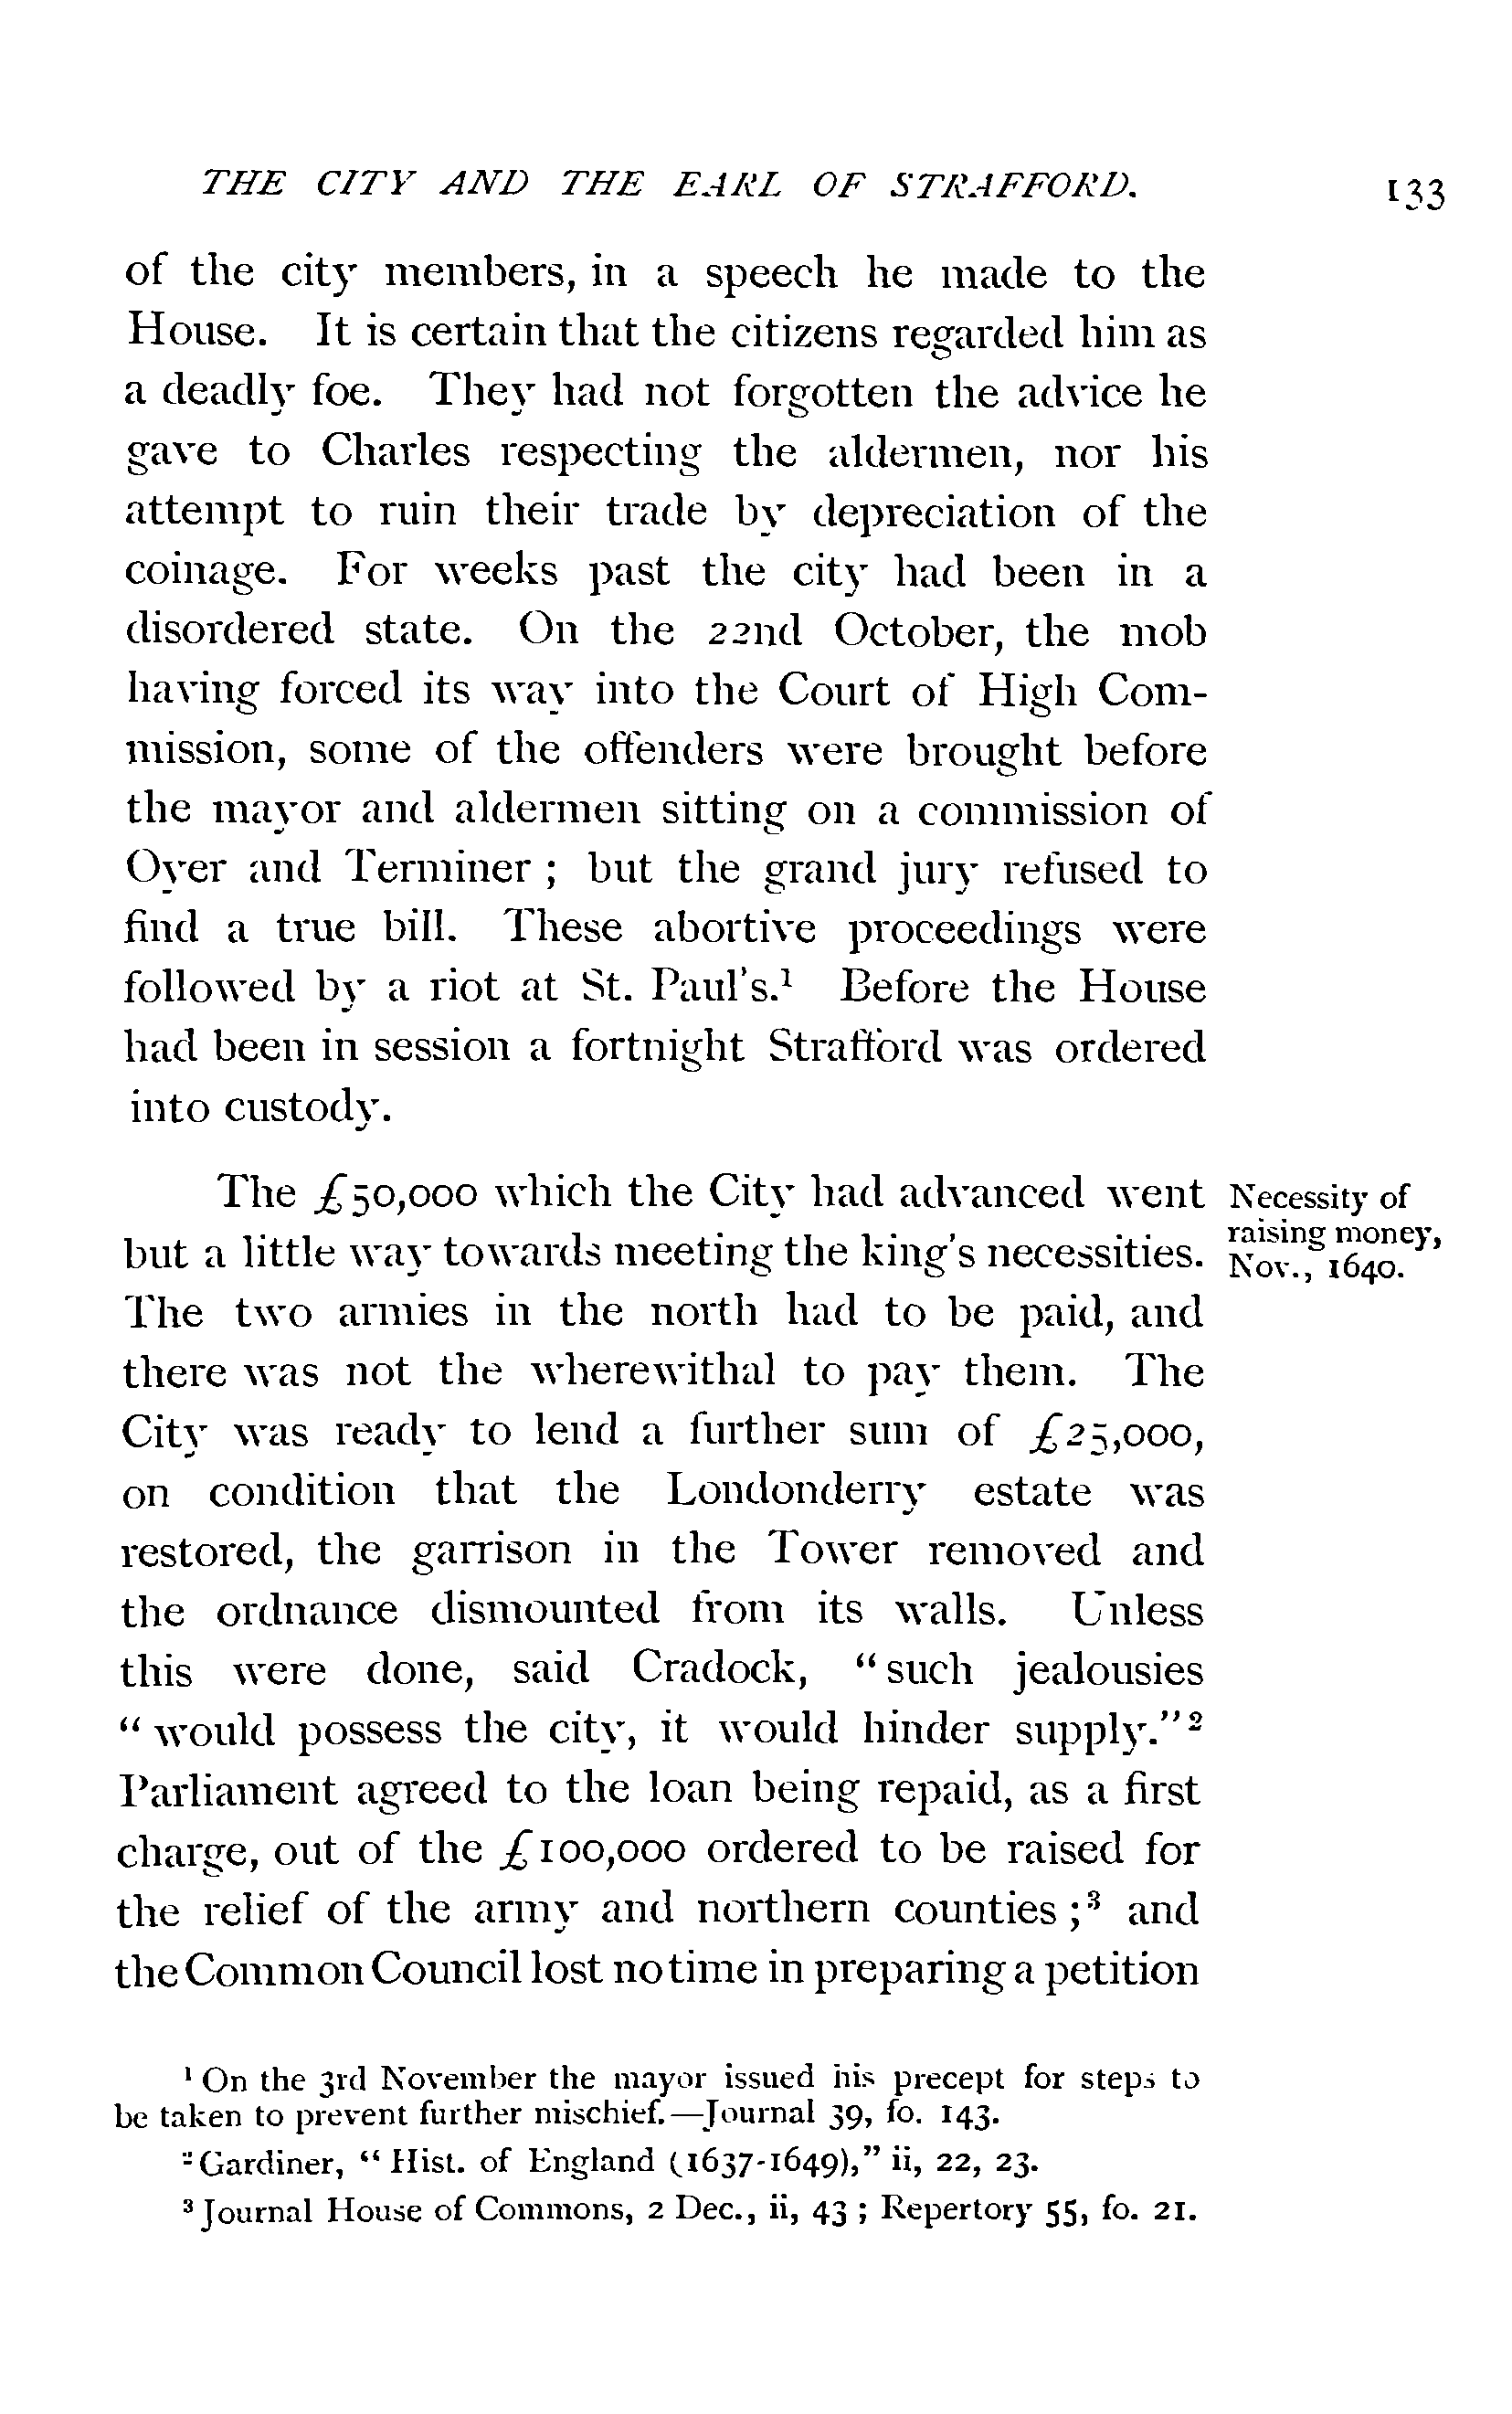 THE CITY AND THE EARL OF STRAFFORD. 133
of the city members, in a speech he made to the
House. It is certain that the citizens regarded him as
a deadly foe. They had not forgotten the advice he
gave to Charles respecting the aldermen, nor his
attempt to ruin their trade by depreciation of the
coinage. For weeks past the city had been in a
disordered state. On the 22nd October, the mob
having forced its way into the Court of High Com-
mission, some of the offenders were brought before
the mayor and aldermen sitting on a commission of
Oyer and Terminer ; but the grand jury refused to
find a true bill. These abortive proceedings were
followed by a riot at St. Paul's.¹ Before the House
had been in session a fortnight Strafford was ordered
into custody.
The £50,000 which the City had advanced went
but a little way towards meeting the king's necessities.
The two armies in the north had to be paid, and
there was not the wherewithal to pay them. The
City was ready to lend a further sum of £25,000,
on condition that the Londonderry estate was
restored, the garrison in the Tower removed and
the ordnance dismounted from its walls. Unless
this were done, said Cradock, “ such jealousies
“ would possess the city, it would hinder supply.”²
Parliament agreed to the loan being repaid, as a first
charge, out of the £100,000 ordered to be raised for
the relief of the army and northern counties ;³ and
the Common Council lost no time in preparing a petition
Necessity of
raising money,
Nov., 1640.
¹ On the 3rd November the mayor issued his precept for steps to
be taken to prevent further mischief.—Journal 39, fo. 143.
² Gardiner, “ Hist. of England (1637-1649),” ii, 22, 23.
³ Journal House of Commons, 2 Dec., ii, 43 ; Repertory 55, fo. 21.